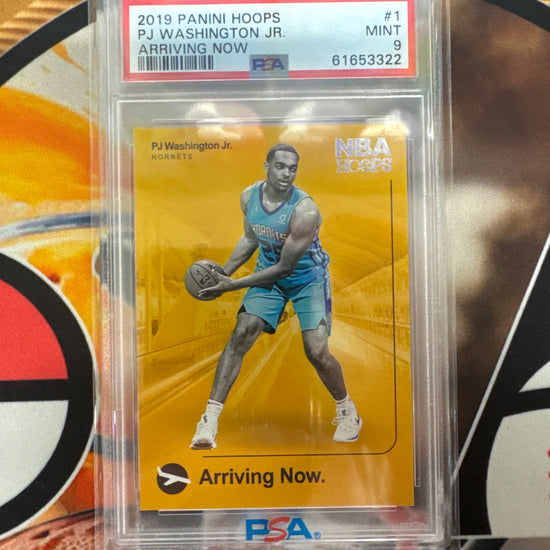 2019 PANINI HOOPS #1
PJ WASHINGTON JR. MINT
ARRIVING NOW 9
PSA 61653322
PJ Washington Jr.
HORNETS
NBA
HOOPS
HORNETS
25
Arriving Now.
PSA